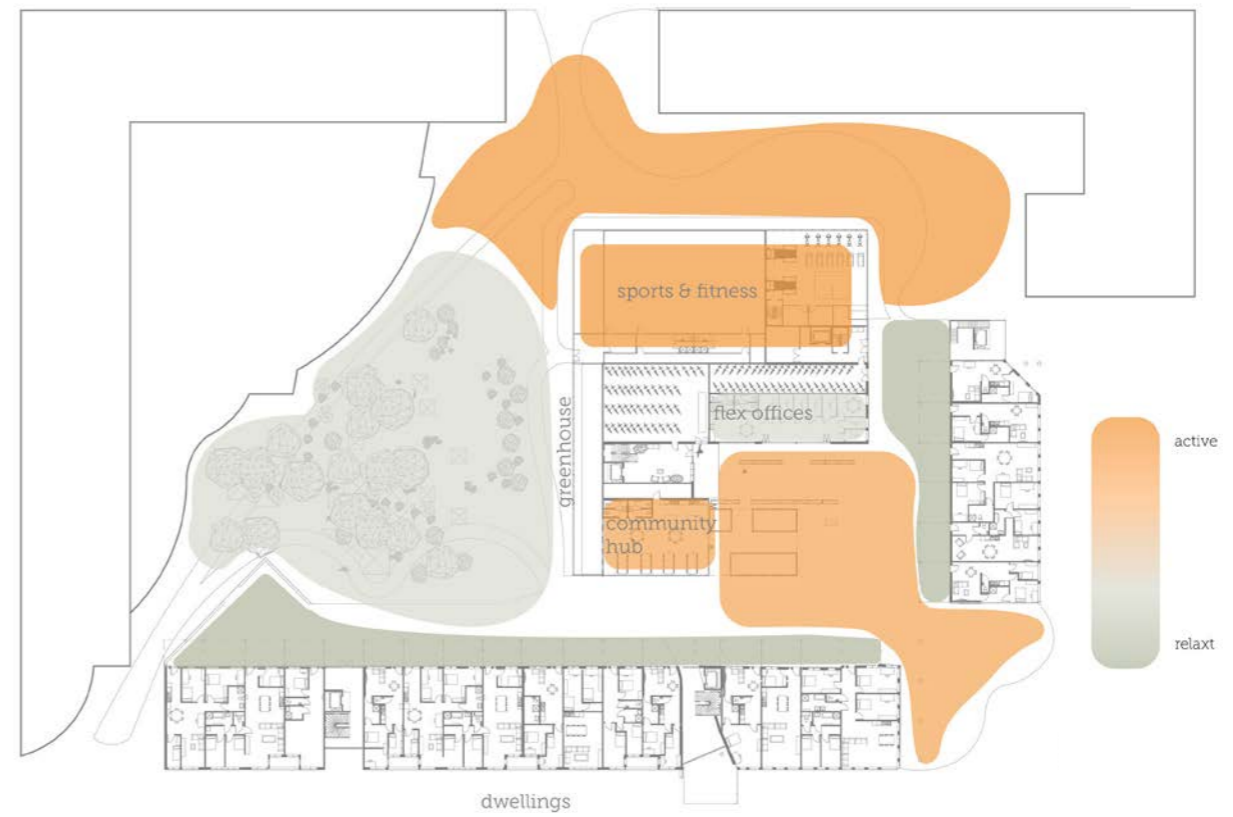 sports & fitness
flex offices
greenhouse
community
hub
dwellings
active
relaxt